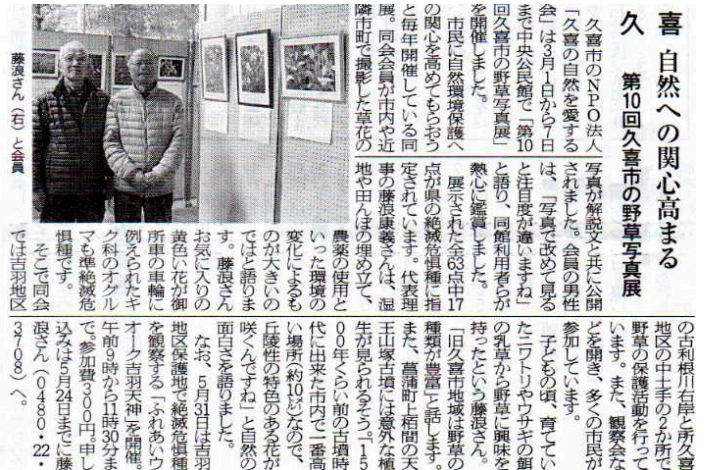 久喜
自然への関心高まる
第10回久喜市の野草写真展
久喜市のNPO法人
「久喜の自然を愛する
会」は3月1日から7日
まで中央公民館で「第10
回久喜市の野草写真展」
を開催しました。
市民に自然環境保護へ
の関心を高めてもらおう
と毎年開催している同
展。同会会員が市内や近
隣市町で撮影した草花の
藤浪さん(右)と会員
写真が解説文と共に公開
されました。会員の男性
は、「写真で改めて見る
と注目度が違いますね」
と語り、同館利用者らが
熱心に鑑賞しました。
展示された全63点中17
点が県の絶滅危惧種に指
定されています。代表理
事の藤浪康義さんは、湿
地や田んぼの埋め立て、
農薬の使用と
いった環境の
変化によるも
のが大きいの
ではと語りま
す。藤浪さん
お気に入りの
黄色い花が御
所車の車輪に
例えられたキ
ク科のオグル
マも準絶滅危
惧種です。
そこで同会
では吉羽地区
の古利根川右岸と所久喜
地区の中土手の2か所で
野草の保護活動を行って
います。また、観察会な
どを開き、多くの市民が
参加しています。
子どもの頃、育ててい
たニワトリやウサギの餌
の乳草から野草に興味を
持ったという藤浪さん。
「旧久喜市地域は野草の
種類が豊富」と話します。
また、菖蒲町上栢間の天
王山塚古墳には意外な植
生が見られるそう。「15
00年くらい前の古墳時
代に出来た市内で一番高
い場所(約10㍍)なので、
丘陵性の特色のある花が
咲くんですね」と自然の
面白さを語りました。
なお、5月31日は吉羽
地区保護地で絶滅危惧種
を観察する「ふれあいウ
オーク吉羽天神」を開催。
午前9時から11時30分ま
で。参加費300円。申し
込みは5月24日までに藤
浪さん(0480・22・
3708)へ。